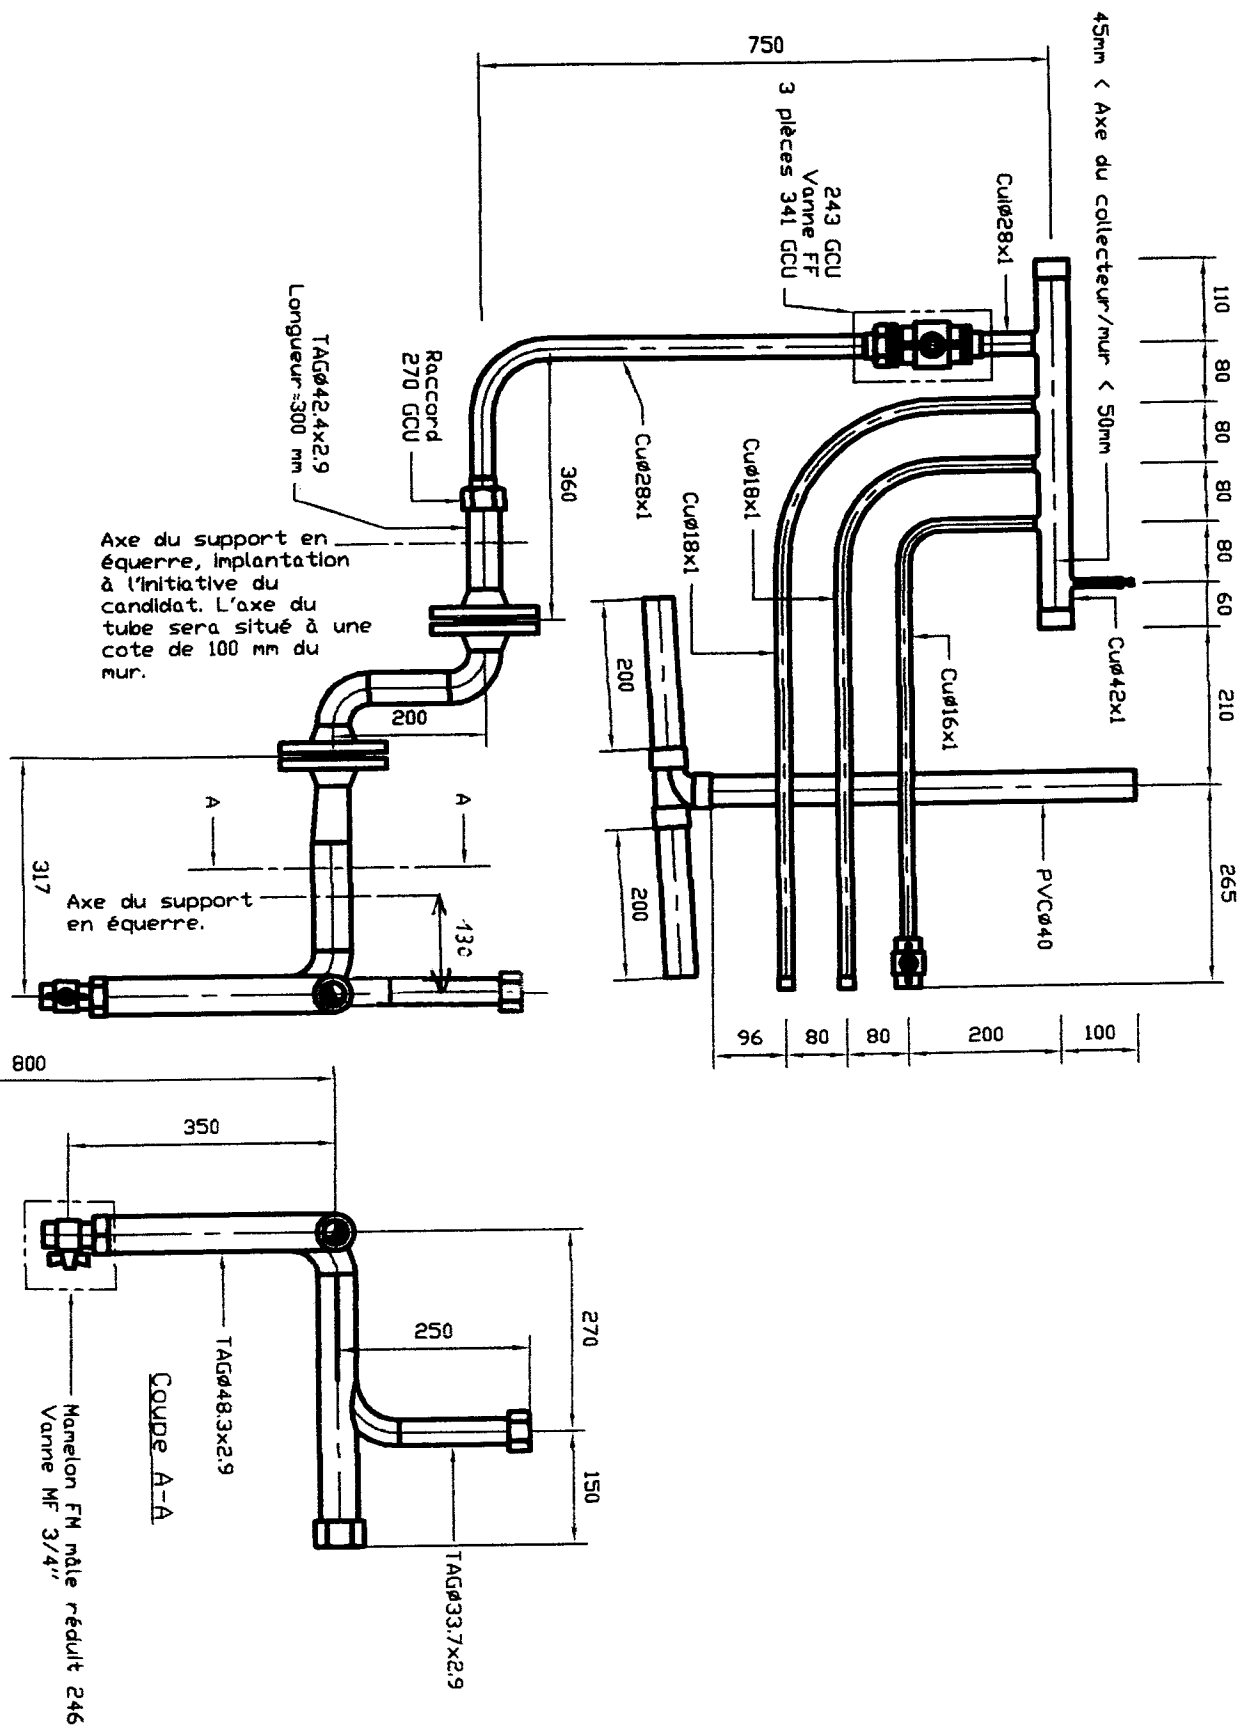 750
45mm < Axe du collecteur/mur < 50mm
110
80
80
80
80
60
210
265
CuIø28x1
243 GCU
Vanne FF
3 pièces 341 GCU
Cuø42x1
Cuø18x1
Cuø18x1
Cuø16x1
Cuø28x1
PVCø40
360
Raccord
270 GCU
TAGø42.4x2.9
Longueur≈300 mm
Axe du support en
équerre, implantation
à l'initiative du
candidat. L'axe du
tube sera situé à une
cote de 100 mm du
mur.
200
200
200
96
80
80
200
100
A
A
317
Axe du support
en équerre.
130
800
350
270
250
150
TAGø48.3x2.9
TAGø33.7x2.9
Coupe A-A
Mamelon FM mâle réduit 246
Vanne MF 3/4"